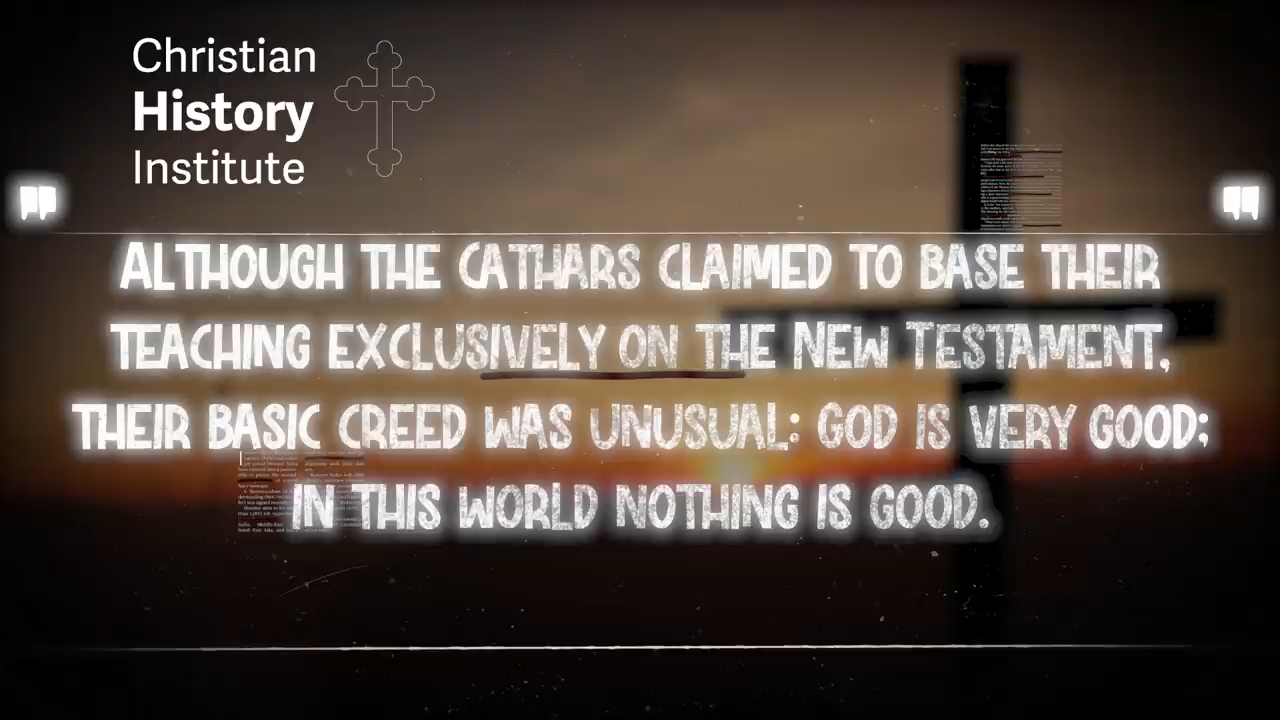 Christian
History
Institute
"
"
ALTHOUGH THE CATHARS CLAIMED TO BASE THEIR
TEACHING EXCLUSIVELY ON THE NEW TESTAMENT,
THEIR BASIC CREED WAS UNUSUAL: GOD IS VERY GOOD;
IN THIS WORLD NOTHING IS GOOD.